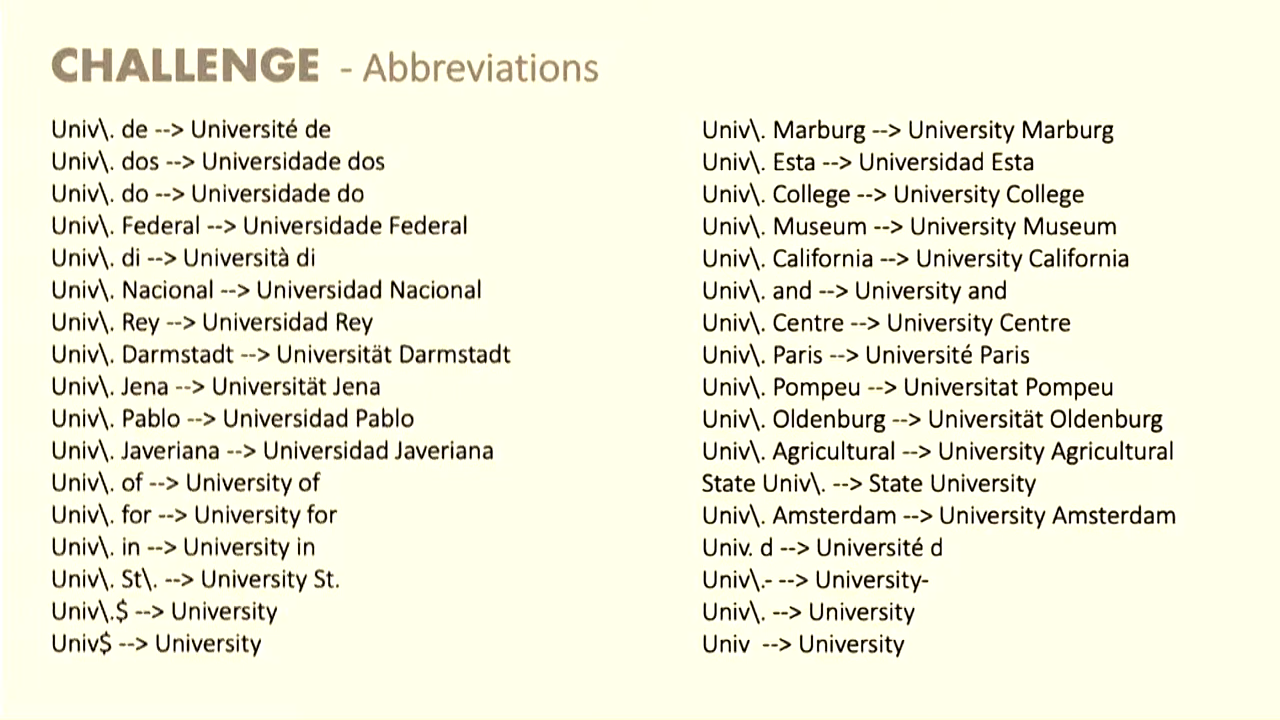 CHALLENGE - Abbreviations
Univ\. de --> Université de
Univ\. dos --> Universidade dos
Univ\. do --> Universidade do
Univ\. Federal --> Universidade Federal
Univ\. di --> Università di
Univ\. Nacional --> Universidad Nacional
Univ\. Rey --> Universidad Rey
Univ\. Darmstadt --> Universität Darmstadt
Univ\. Jena --> Universität Jena
Univ\. Pablo --> Universidad Pablo
Univ\. Javeriana --> Universidad Javeriana
Univ\. of --> University of
Univ\. for --> University for
Univ\. in --> University in
Univ\. St\. --> University St.
Univ\.$ --> University
Univ$ --> University
Univ\. Marburg --> University Marburg
Univ\. Esta --> Universidad Esta
Univ\. College --> University College
Univ\. Museum --> University Museum
Univ\. California --> University California
Univ\. and --> University and
Univ\. Centre --> University Centre
Univ\. Paris --> Université Paris
Univ\. Pompeu --> Universitat Pompeu
Univ\. Oldenburg --> Universität Oldenburg
Univ\. Agricultural --> University Agricultural
State Univ\. --> State University
Univ\. Amsterdam --> University Amsterdam
Univ. d --> Université d
Univ\.- --> University-
Univ\. --> University
Univ --> University